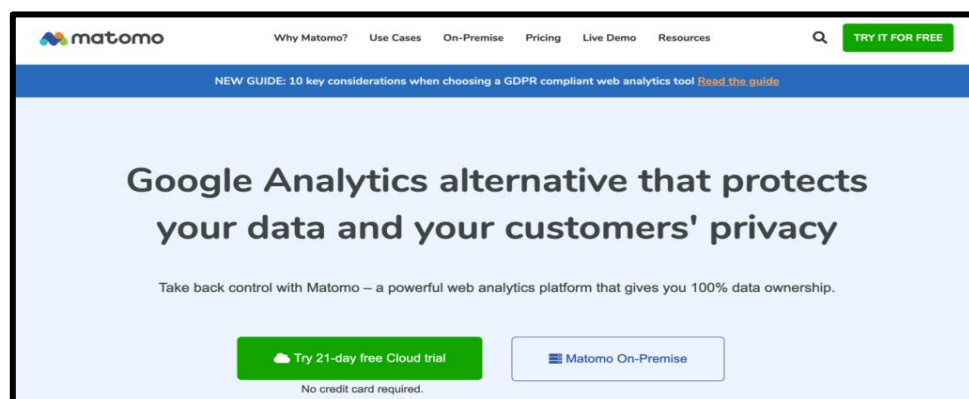 matomo
Why Matomo? Use Cases On-Premise Pricing Live Demo Resources TRY IT FOR FREE
NEW GUIDE: 10 key considerations when choosing a GDPR compliant web analytics tool Read the guide
Google Analytics alternative that protects
your data and your customers' privacy
Take back control with Matomo – a powerful web analytics platform that gives you 100% data ownership.
Try 21-day free Cloud trial Matomo On-Premise
No credit card required.